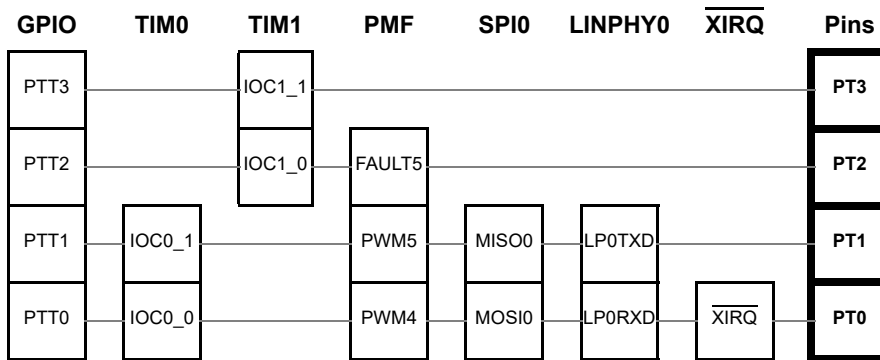 GPIO TIM0 TIM1 PMF SPI0 LINPHY0 XIRQ Pins
PTT3 IOC1_1 PT3
PTT2 IOC1_0 FAULT5 PT2
PTT1 IOC0_1 PWM5 MISO0 LP0TXD PT1
PTT0 IOC0_0 PWM4 MOSI0 LP0RXD XIRQ PT0